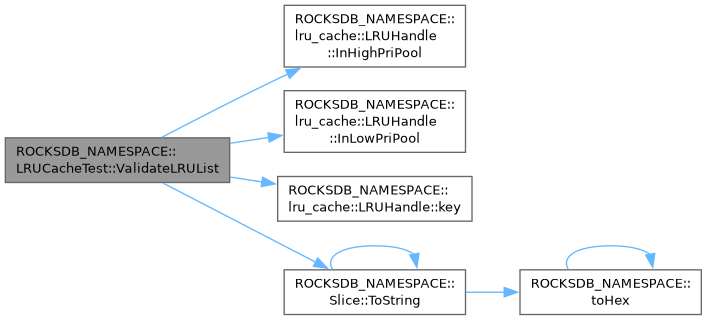 ROCKSDB_NAMESPACE::
lru_cache::LRUHandle
::InHighPriPool
ROCKSDB_NAMESPACE::
lru_cache::LRUHandle
::InLowPriPool
ROCKSDB_NAMESPACE::
LRUCacheTest::ValidateLRUList
ROCKSDB_NAMESPACE::
lru_cache::LRUHandle::key
ROCKSDB_NAMESPACE::
Slice::ToString
ROCKSDB_NAMESPACE::
toHex